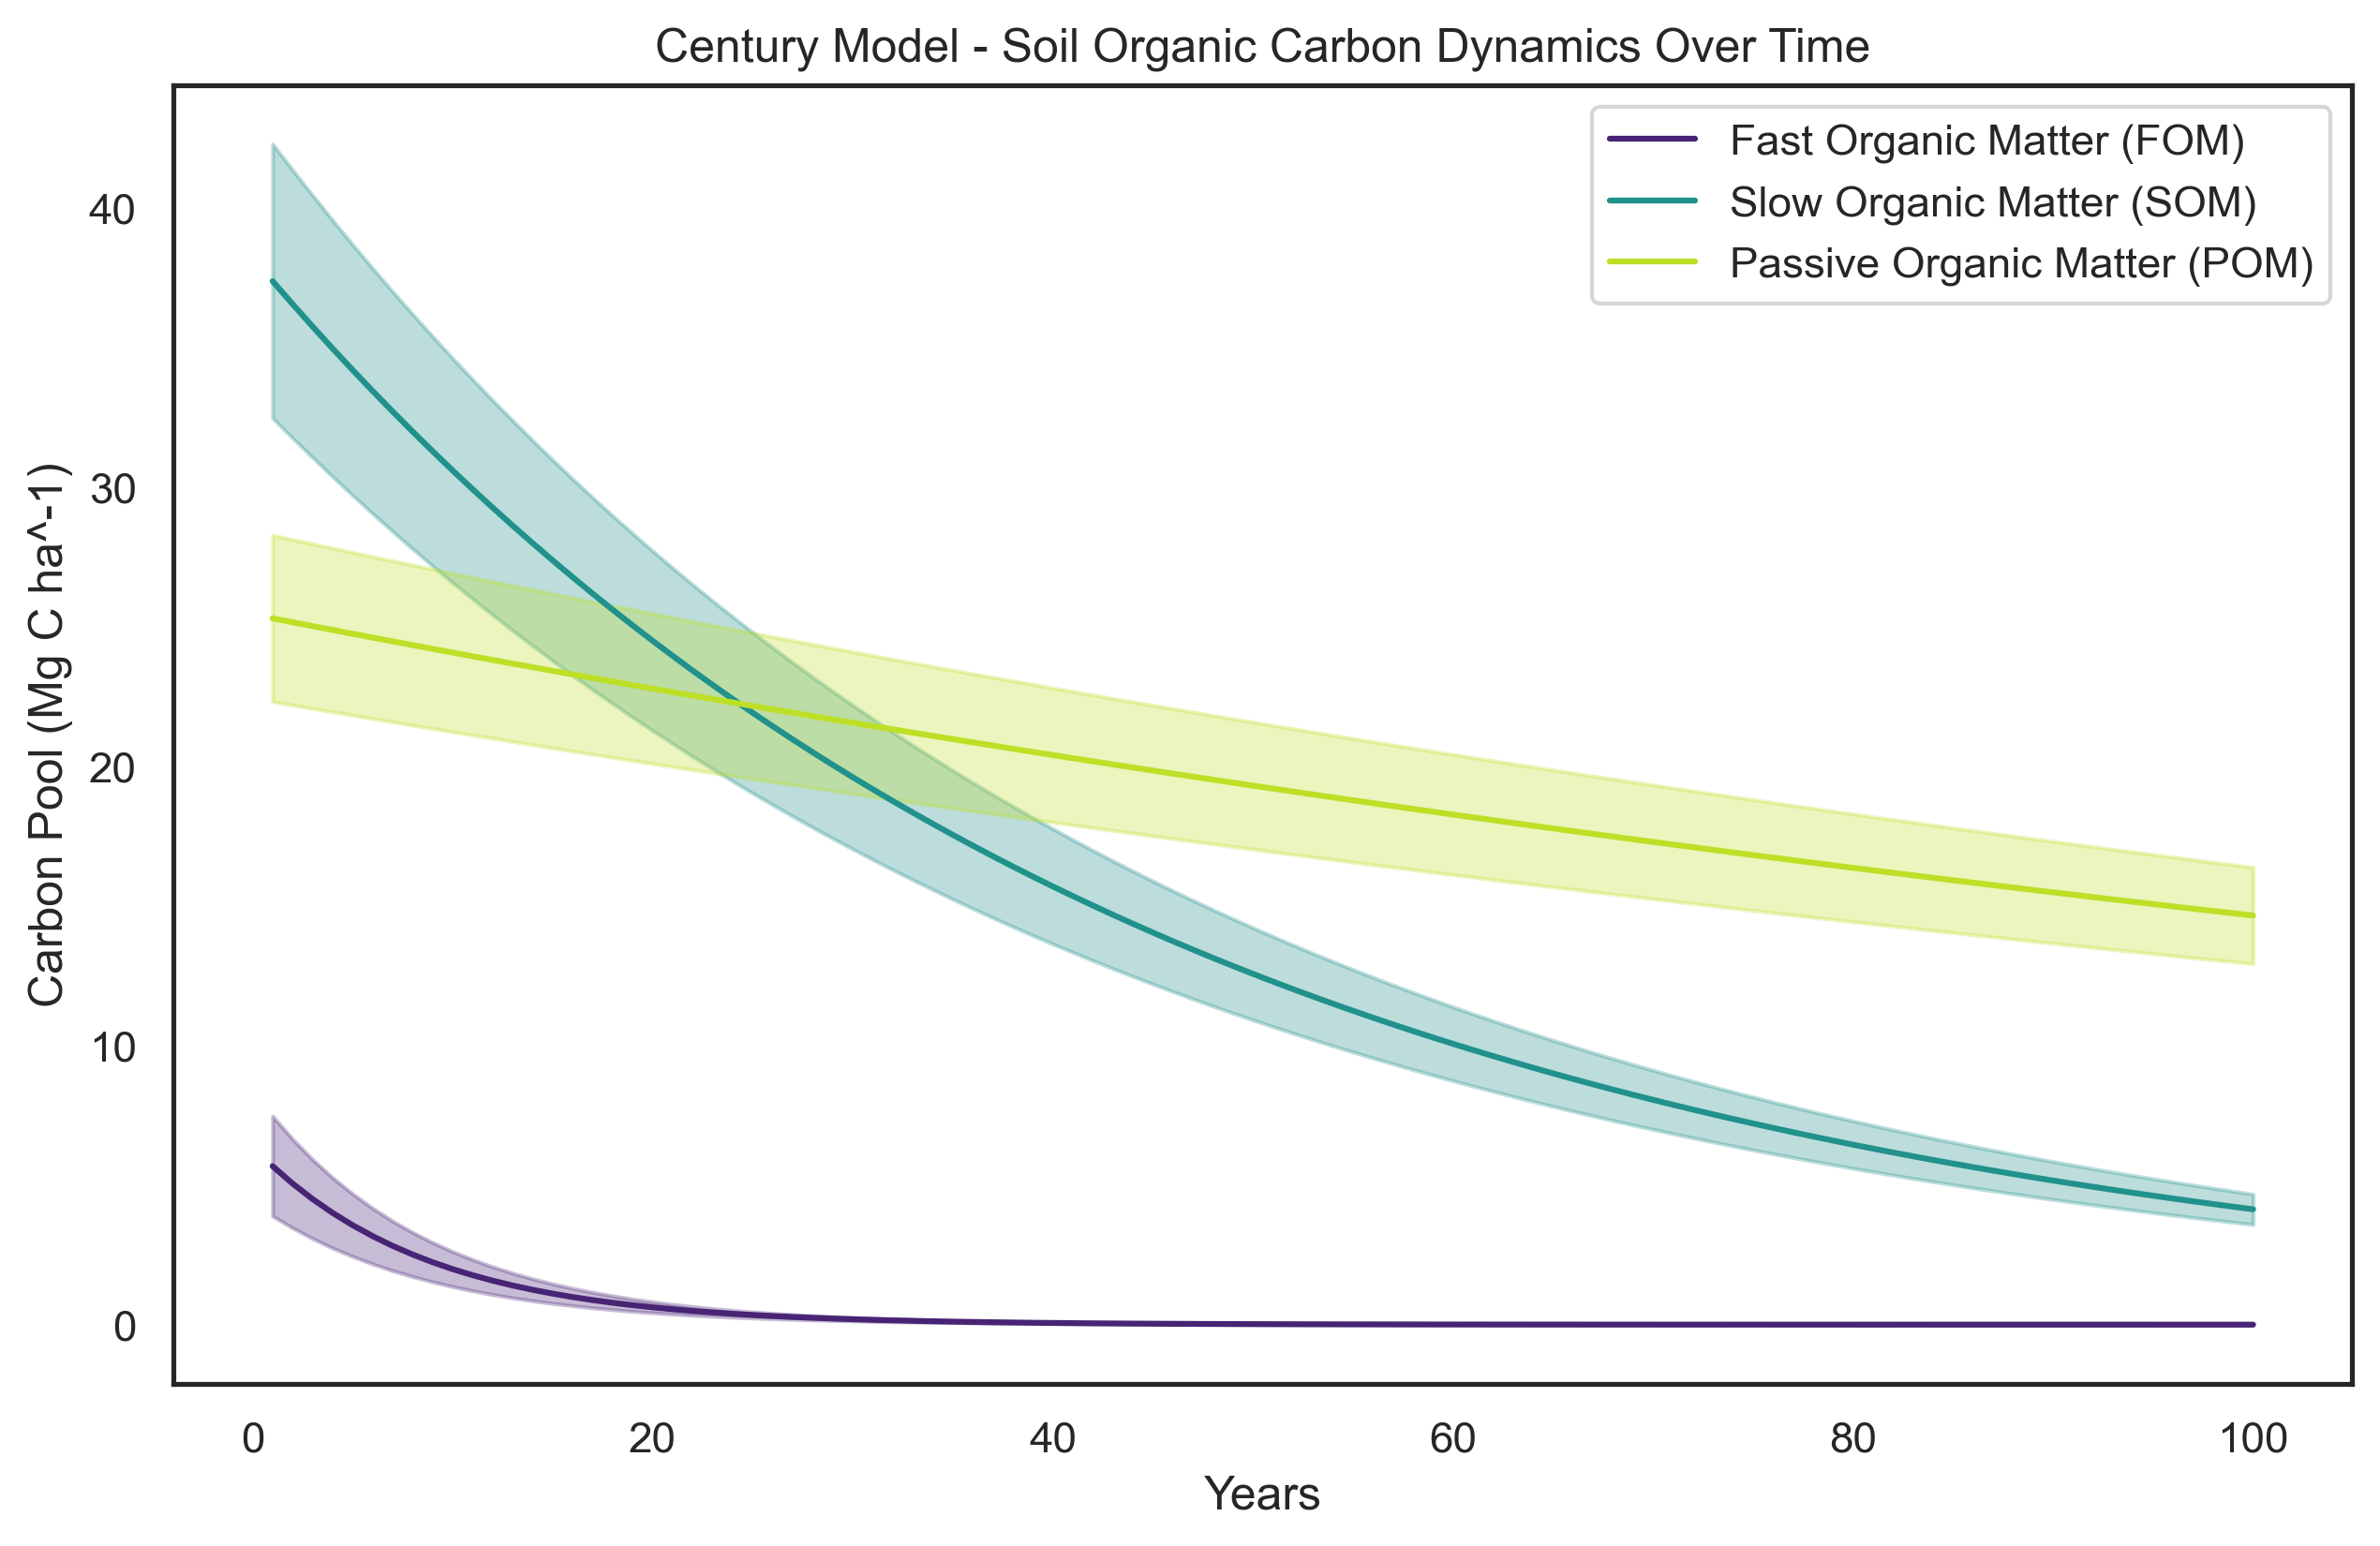 Century Model - Soil Organic Carbon Dynamics Over Time
Fast Organic Matter (FOM)
Slow Organic Matter (SOM)
Passive Organic Matter (POM)
Carbon Pool (Mg C ha^-1)
40
30
20
10
0
0 20 40 60 80 100
Years